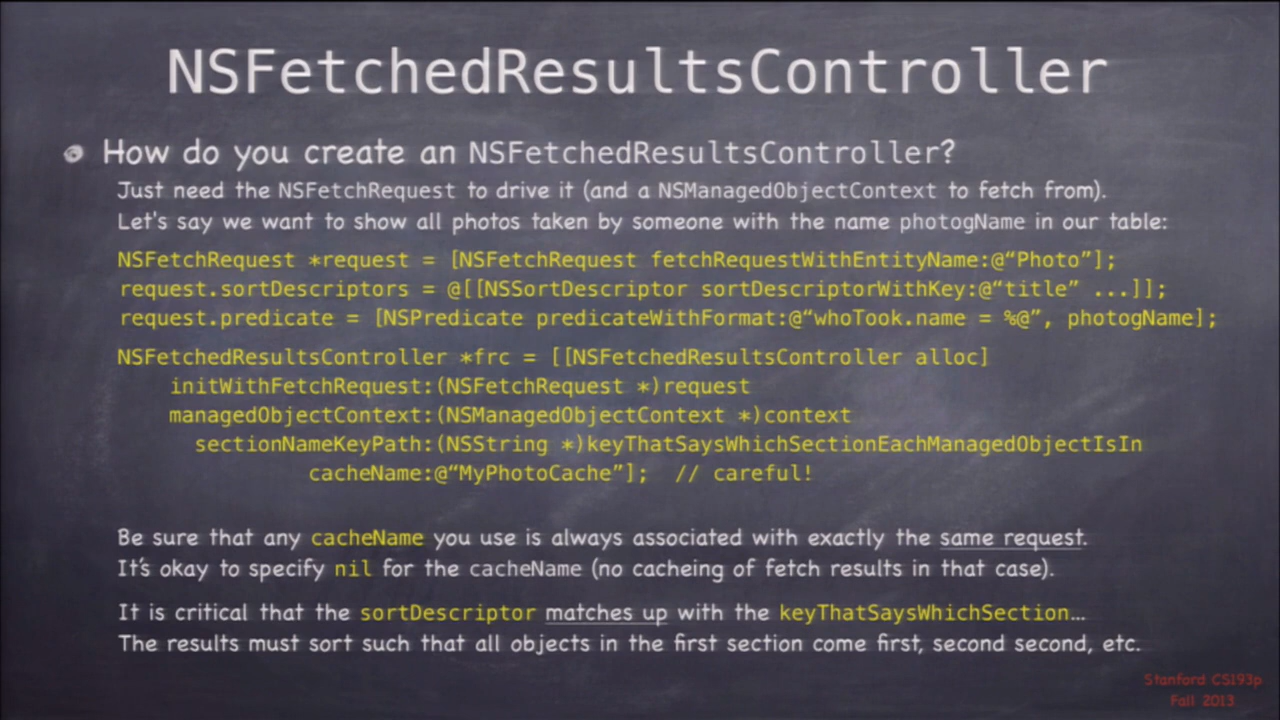 NSFetchedResultsController
How do you create an NSFetchedResultsController?
Just need the NSFetchRequest to drive it (and a NSManagedObjectContext to fetch from).
Let's say we want to show all photos taken by someone with the name photogName in our table:
NSFetchRequest *request = [NSFetchRequest fetchRequestWithEntityName:@“Photo”];
request.sortDescriptors = @[[NSSortDescriptor sortDescriptorWithKey:@“title” ...]];
request.predicate = [NSPredicate predicateWithFormat:@“whoTook.name = %@”, photogName];
NSFetchedResultsController *frc = [[NSFetchedResultsController alloc]
initWithFetchRequest:(NSFetchRequest *)request
managedObjectContext:(NSManagedObjectContext *)context
sectionNameKeyPath:(NSString *)keyThatSaysWhichSectionEachManagedObjectIsIn
cacheName:@“MyPhotoCache”]; // careful!
Be sure that any cacheName you use is always associated with exactly the same request.
It's okay to specify nil for the cacheName (no cacheing of fetch results in that case).
It is critical that the sortDescriptor matches up with the keyThatSaysWhichSection...
The results must sort such that all objects in the first section come first, second second, etc.
Stanford CS193p
Fall 2013